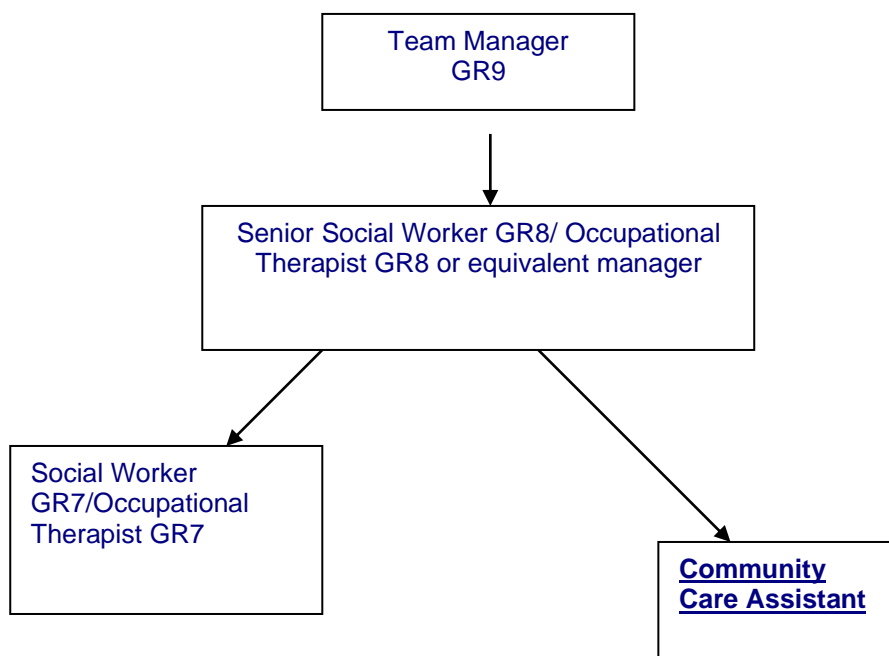 Team Manager
GR9
Senior Social Worker GR8/ Occupational
Therapist GR8 or equivalent manager
Social Worker
GR7/Occupational
Therapist GR7
Community
Care Assistant